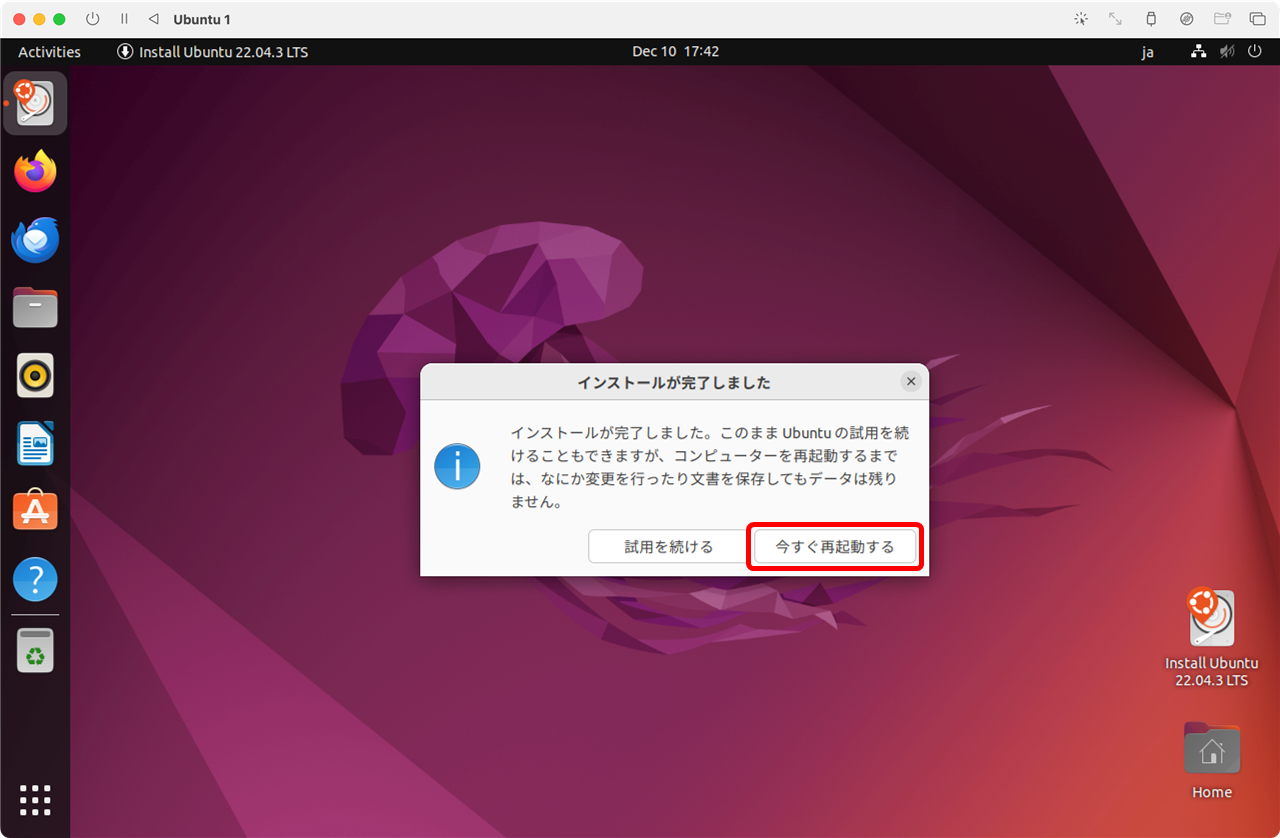 Ubuntu 1
Activities
Install Ubuntu 22.04.3 LTS
Dec 10 17:42
ja
インストールが完了しました
インストールが完了しました。このまま Ubuntu の試用を続
けることもできますが、コンピューターを再起動するまで
は、なにか変更を行ったり文書を保存してもデータは残り
ません。
試用を続ける
今すぐ再起動する
Install Ubuntu
22.04.3 LTS
Home